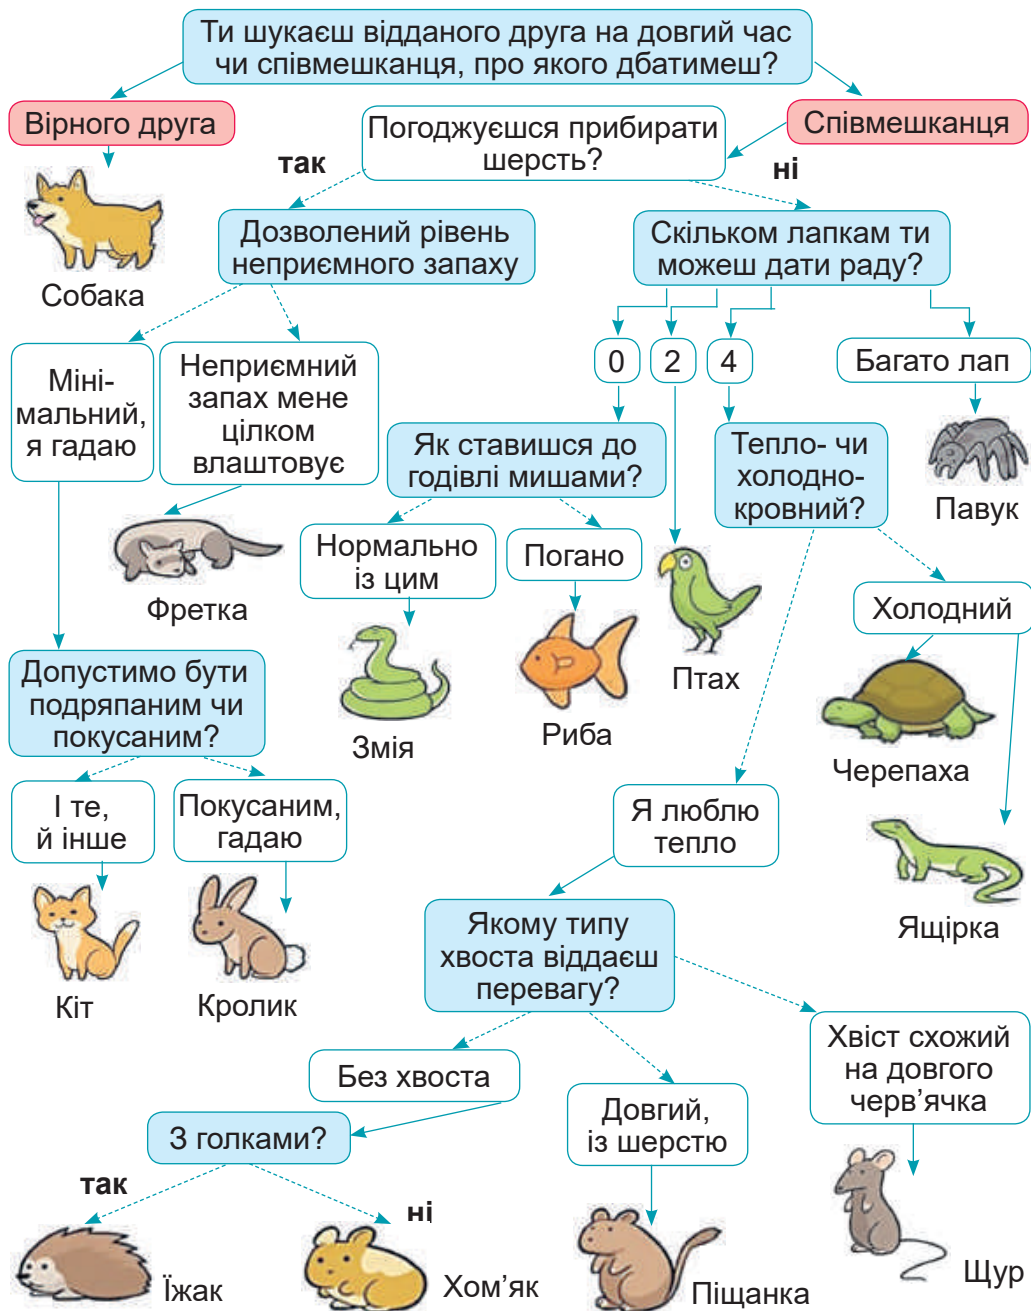 Ти шукаєш відданого друга на довгий час
чи співмешканця, про якого дбатимеш?
Вірного друга
Співмешканця
Собака
Погоджуєшся прибирати
шерсть?
так
ні
Дозволений рівень
неприємного запаху
Скільком лапкам ти
можеш дати раду?
Міні-
мальний,
я гадаю
Неприємний
запах мене
цілком
влаштовує
Фретка
0
2
4
Багато лап
Павук
Як ставишся до
годівлі мишами?
Тепло- чи
холодно-
кровний?
Нормально
із цим
Погано
Змія
Риба
Птах
Холодний
Черепаха
Ящірка
Допустимо бути
подряпаним чи
покусаним?
І те,
й інше
Покусаним,
гадаю
Кіт
Кролик
Я люблю
тепло
Якому типу
хвоста віддаєш
перевагу?
Без хвоста
Довгий,
із шерстю
Хвіст схожий
на довгого
черв’ячка
З голками?
так
ні
Їжак
Хом’як
Піщанка
Щур